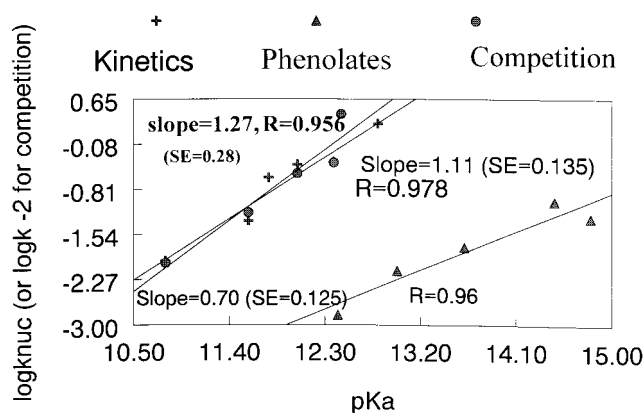 Kinetics Phenolates Competition
logknuc (or logk -2 for competition)
0.65
-0.08
-0.81
-1.54
-2.27
-3.00
slope=1.27, R=0.956
(SE=0.28)
Slope=1.11 (SE=0.135)
R=0.978
Slope=0.70 (SE=0.125)
R=0.96
10.50 11.40 12.30 13.20 14.10 15.00
pKa